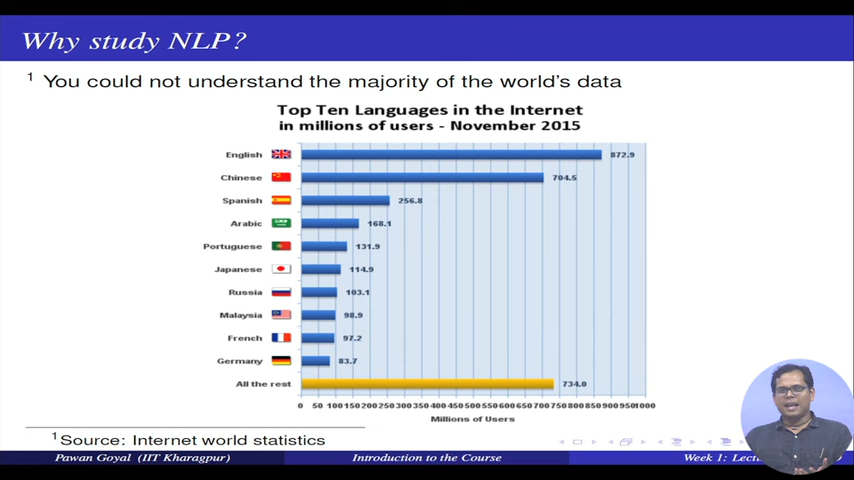 Why study NLP?
1 You could not understand the majority of the world's data
Top Ten Languages in the Internet
in millions of users - November 2015
English 872.9
Chinese 704.5
Spanish 256.8
Arabic 168.1
Portuguese 131.9
Japanese 114.9
Russia 103.1
Malaysia 98.9
French 97.2
Germany 83.7
All the rest 734.0
0 50 100 150 200 250 300 350 400 450 500 550 600 650 700 750 800 850 900 950 1000
Millions of Users
1Source: Internet world statistics
Pawan Goyal (IIT Kharagpur) Introduction to the Course Week 1: